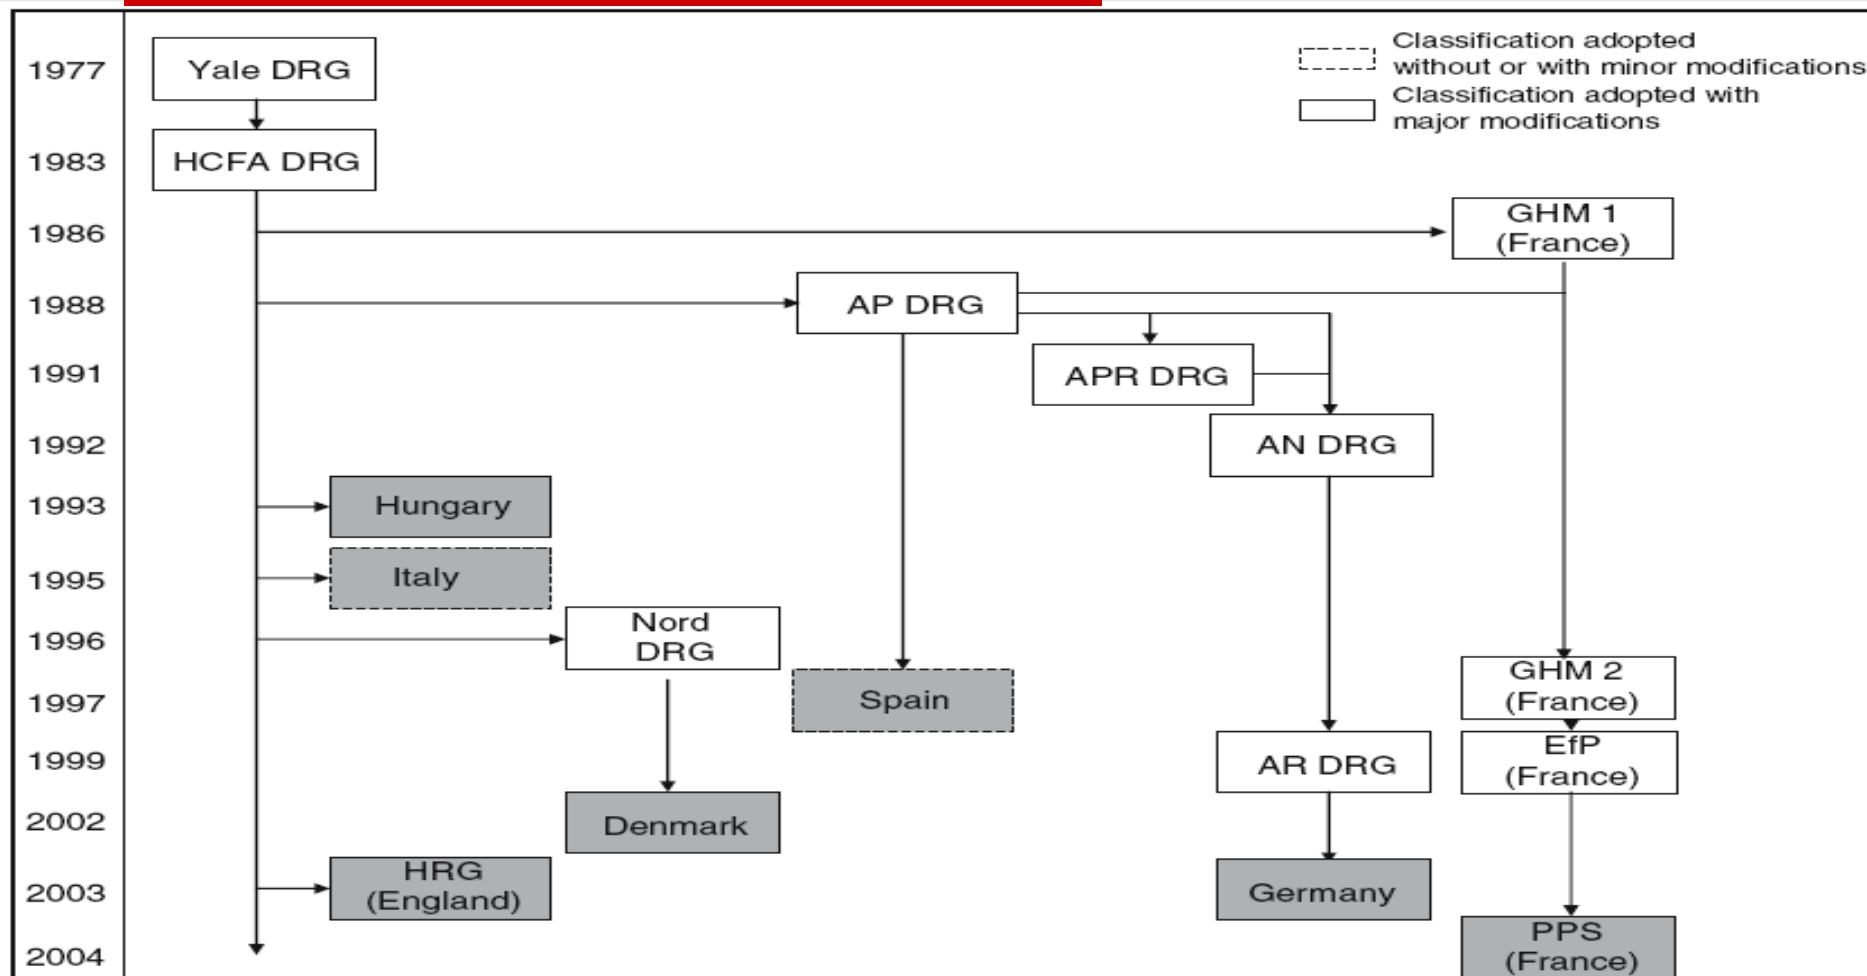 1977
Yale DRG
Classification adopted
without or with minor modifications
Classification adopted with
major modifications
1983
HCFA DRG
1986
GHM 1
(France)
1988
AP DRG
1991
APR DRG
1992
AN DRG
1993
Hungary
1995
Italy
1996
Nord
DRG
1997
Spain
GHM 2
(France)
1999
AR DRG
EfP
(France)
2002
Denmark
2003
HRG
(England)
Germany
2004
PPS
(France)